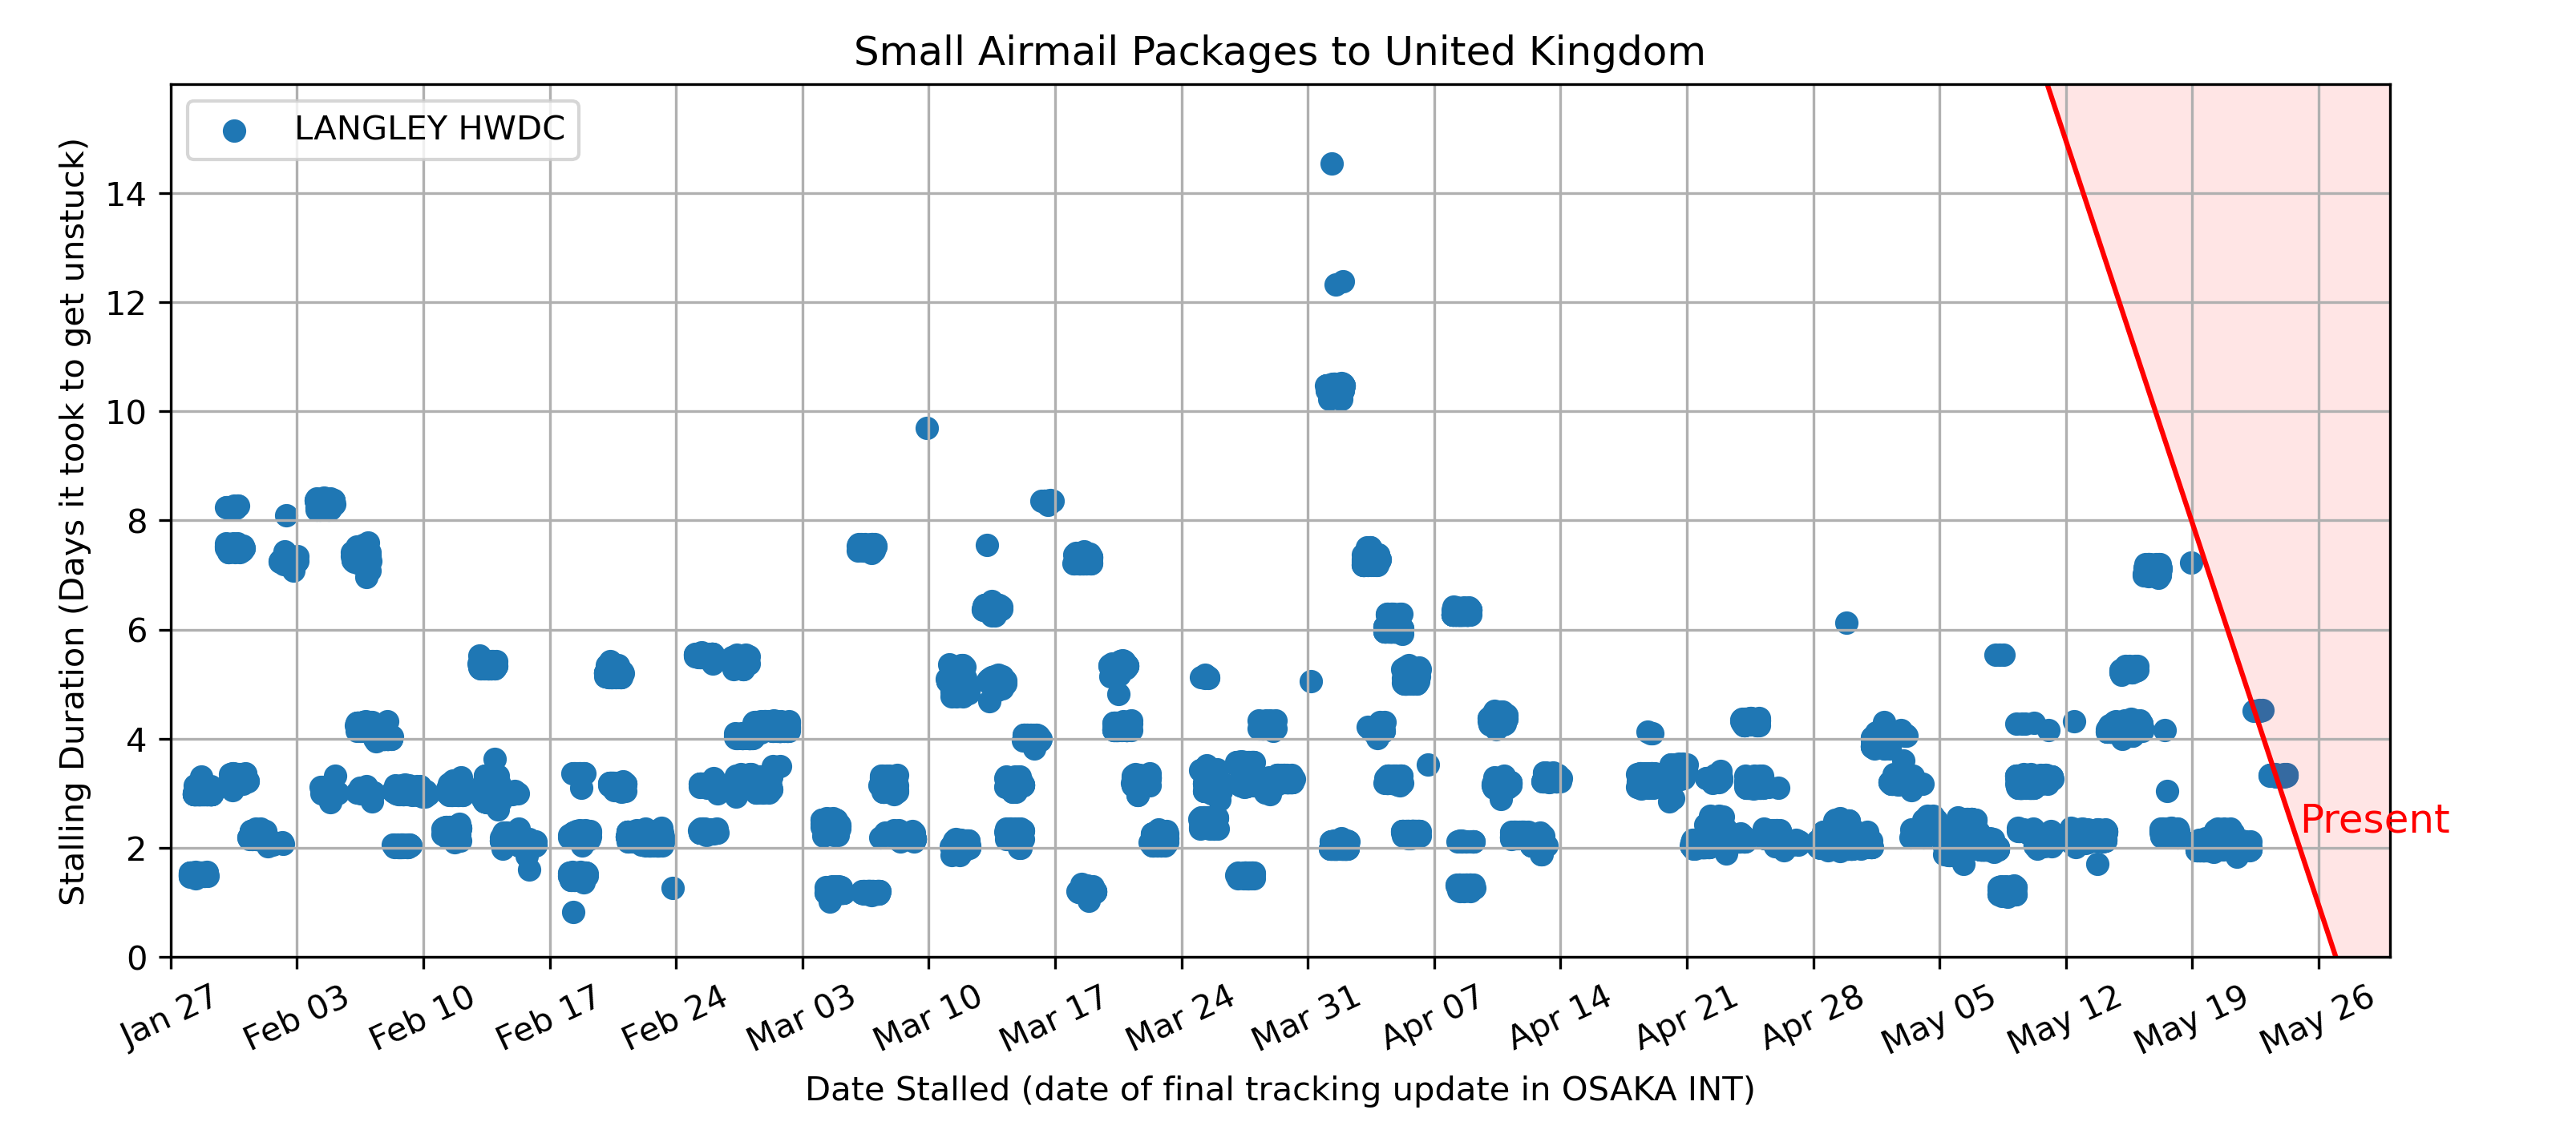 Small Airmail Packages to United Kingdom
LANGLEY HWDC
Stalling Duration (Days it took to get unstuck)
14
12
10
8
6
4
2
0
Present
Jan 27
Feb 03
Feb 10
Feb 17
Feb 24
Mar 03
Mar 10
Mar 17
Mar 24
Mar 31
Apr 07
Apr 14
Apr 21
Apr 28
May 05
May 12
May 19
May 26
Date Stalled (date of final tracking update in OSAKA INT)